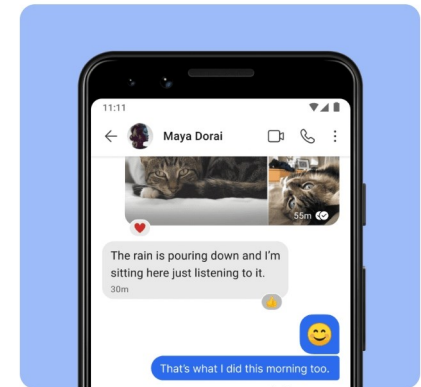 11:11
Maya Dorai
55m
The rain is pouring down and I'm
sitting here just listening to it.
30m
That's what I did this morning too.